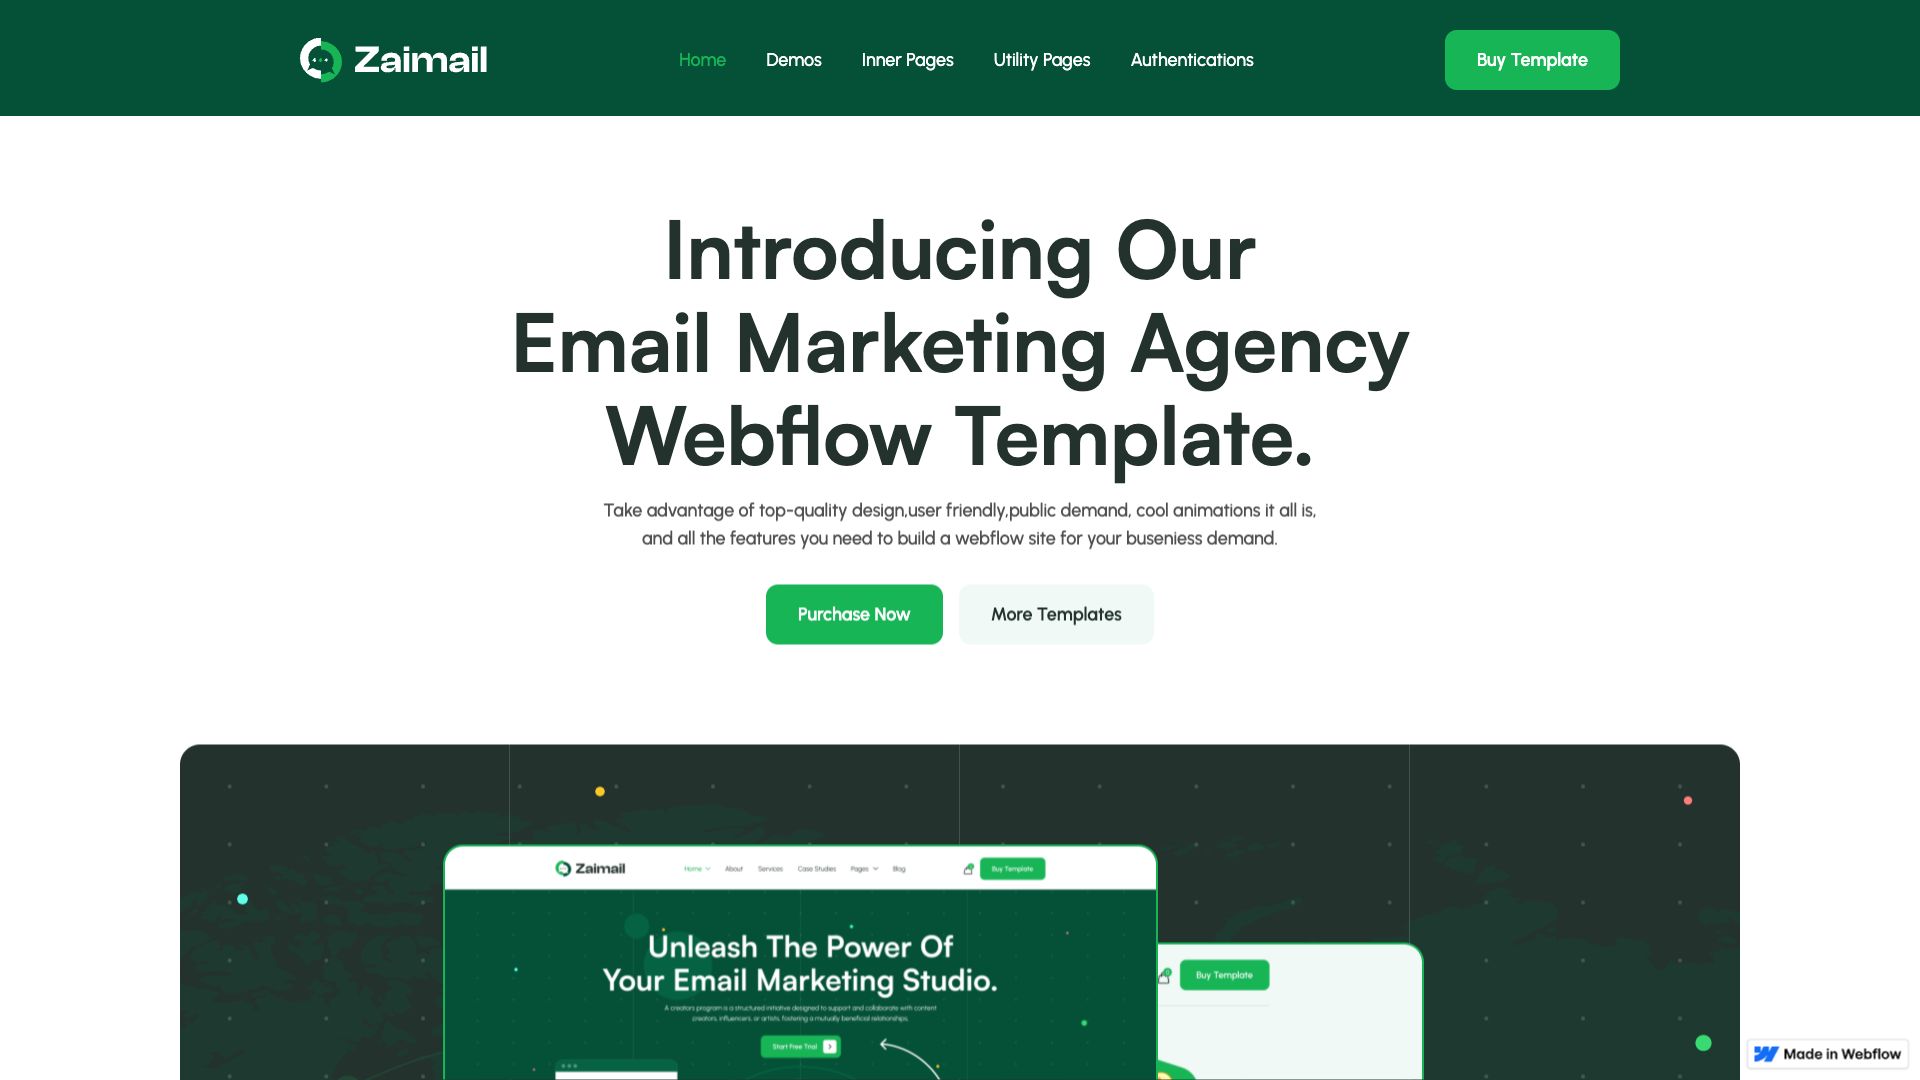 Zaimail
Home Demos Inner Pages Utility Pages Authentications
Buy Template
Introducing Our
Email Marketing Agency
Webflow Template.
Take advantage of top-quality design,user friendly,public demand, cool animations it all is,
and all the features you need to build a webflow site for your buseniess demand.
Purchase Now
More Templates
Zaimail
Home About Services Case Studies Pages Blog
Buy Template
Unleash The Power Of
Your Email Marketing Studio.
A creators program is a structured initiative designed to support and collaborate with content
creators, influencers, or artists, fostering a mutually beneficial relationships.
Start Free Trial
Buy Template
Made in Webflow